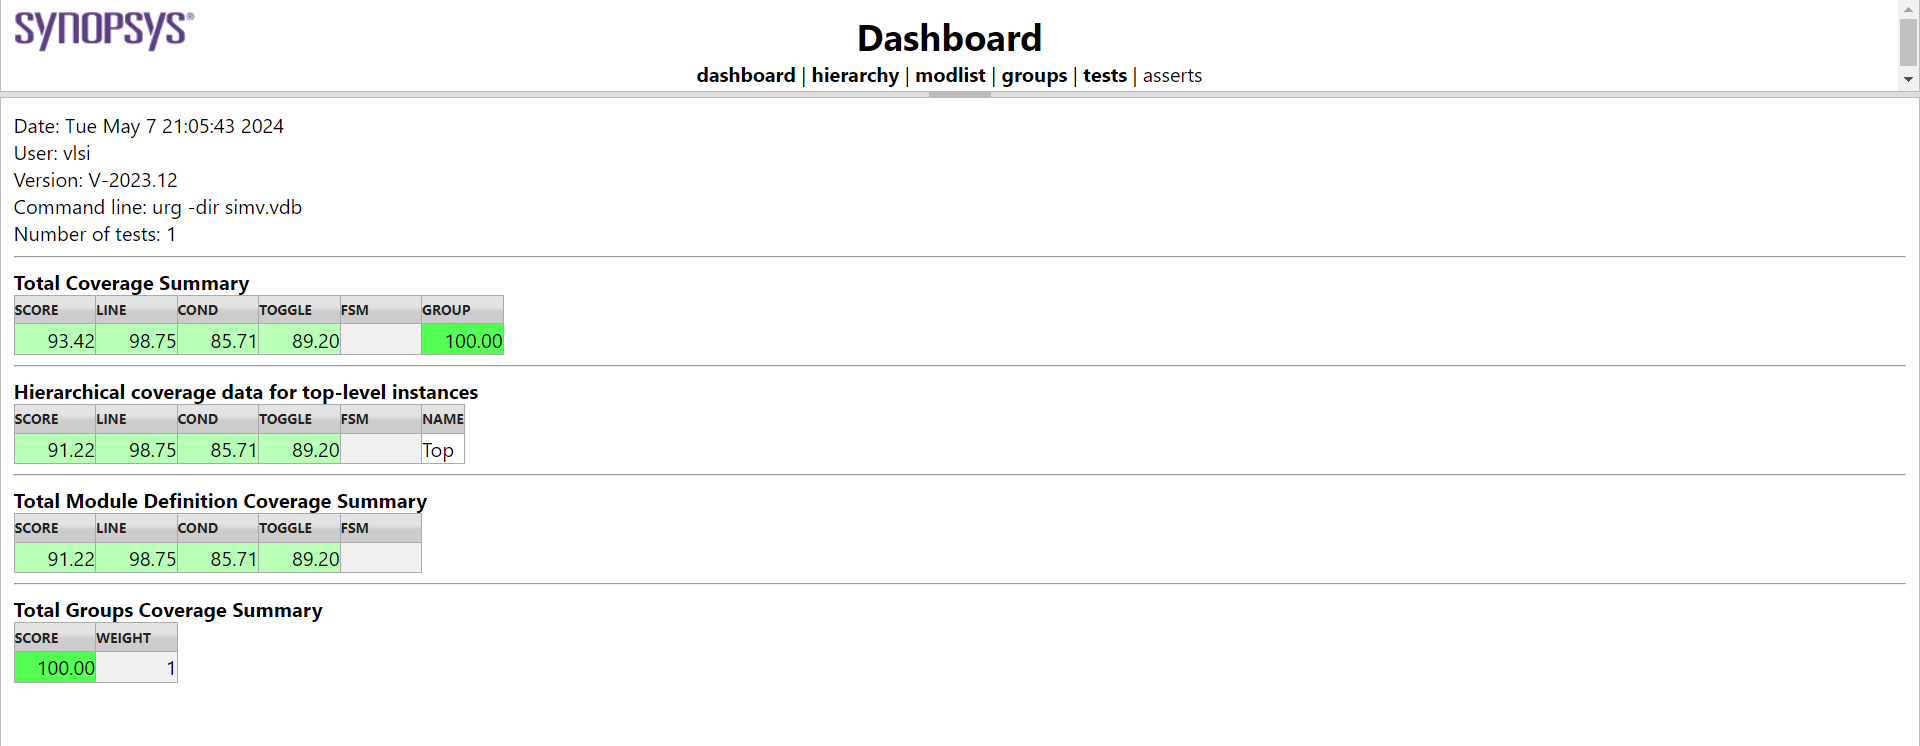 SYNOPSYS®
Dashboard
dashboard | hierarchy | modlist | groups | tests | asserts
Date: Tue May 7 21:05:43 2024
User: vlsi
Version: V-2023.12
Command line: urg -dir simv.vdb
Number of tests: 1
Total Coverage Summary
SCORE LINE COND TOGGLE FSM GROUP
93.42 98.75 85.71 89.20 100.00
Hierarchical coverage data for top-level instances
SCORE LINE COND TOGGLE FSM NAME
91.22 98.75 85.71 89.20 Top
Total Module Definition Coverage Summary
SCORE LINE COND TOGGLE FSM
91.22 98.75 85.71 89.20
Total Groups Coverage Summary
SCORE WEIGHT
100.00 1